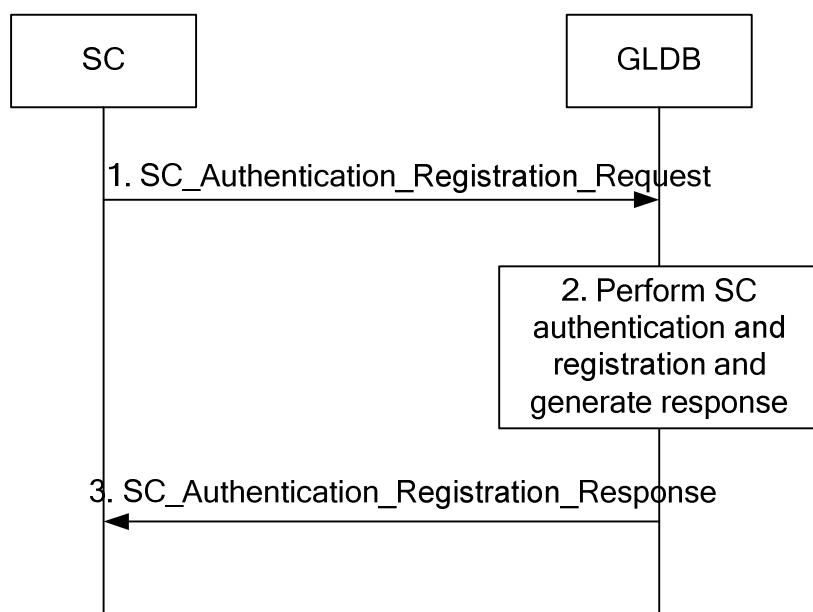 SC
GLDB
1. SC_Authentication_Registration_Request
2. Perform SC
authentication and
registration and
generate response
3. SC_Authentication_Registration_Response